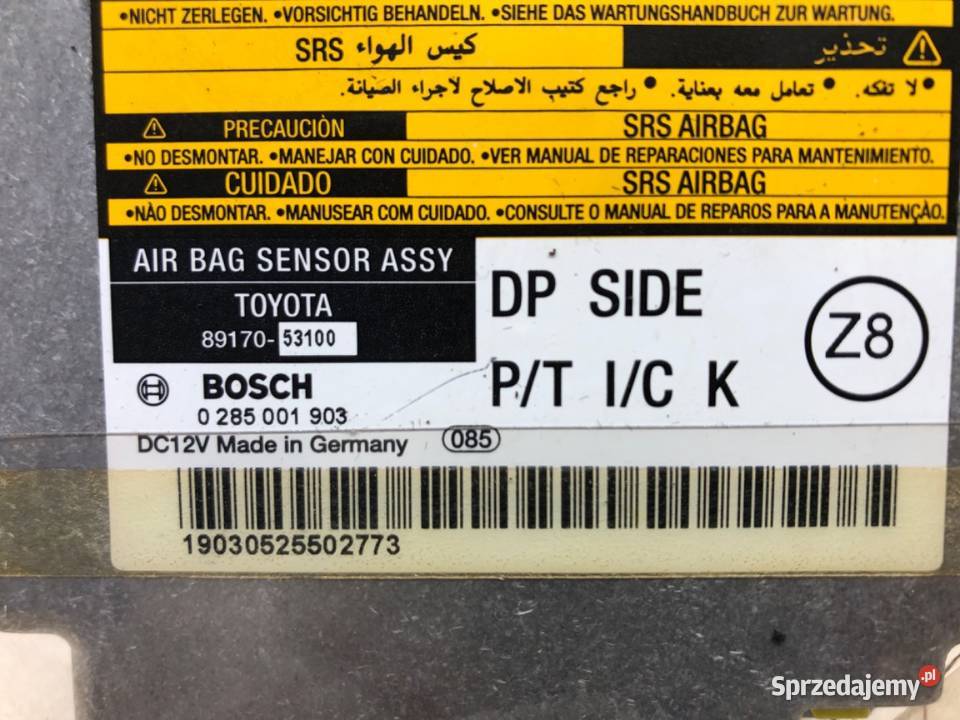 •NICHT ZERLEGEN. •VORSICHTIG BEHANDELN. •SIEHE DAS WARTUNGSHANDBUCH ZUR WARTUNG.
تحذير كيس الهواء SRS
•لا تفكه. •تعامل معه بعناية. •راجع كتيب الاصلاح لاجراء الصيانة.
PRECAUCIÒN SRS AIRBAG
•NO DESMONTAR. •MANEJAR CON CUIDADO. •VER MANUAL DE REPARACIONES PARA MANTENIMIENTO.
CUIDADO SRS AIRBAG
•NÀO DESMONTAR. •MANUSEAR COM CUIDADO. •CONSULTE O MANUAL DE REPAROS PARA A MANUTENÇÀO.
AIR BAG SENSOR ASSY
TOYOTA
89170-53100
DP SIDE
P/T I/C K
Z8
BOSCH
0 285 001 903
DC12V Made in Germany 085
19030525502773
Sprzedajemy.pl